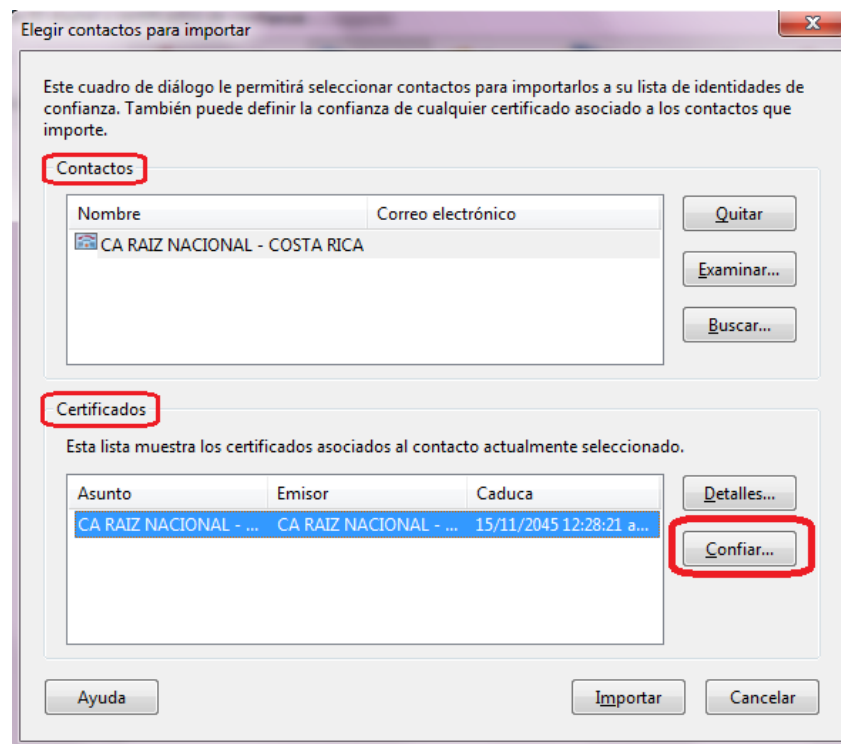 Elegir contactos para importar
x
Este cuadro de diálogo le permitirá seleccionar contactos para importarlos a su lista de identidades de
confianza. También puede definir la confianza de cualquier certificado asociado a los contactos que
importe.
Contactos
Nombre Correo electrónico
CA RAIZ NACIONAL - COSTA RICA
Quitar
Examinar...
Buscar...
Certificados
Esta lista muestra los certificados asociados al contacto actualmente seleccionado.
Asunto Emisor Caduca
CA RAIZ NACIONAL - ... CA RAIZ NACIONAL - ... 15/11/2045 12:28:21 a...
Detalles...
Confiar...
Ayuda Importar Cancelar